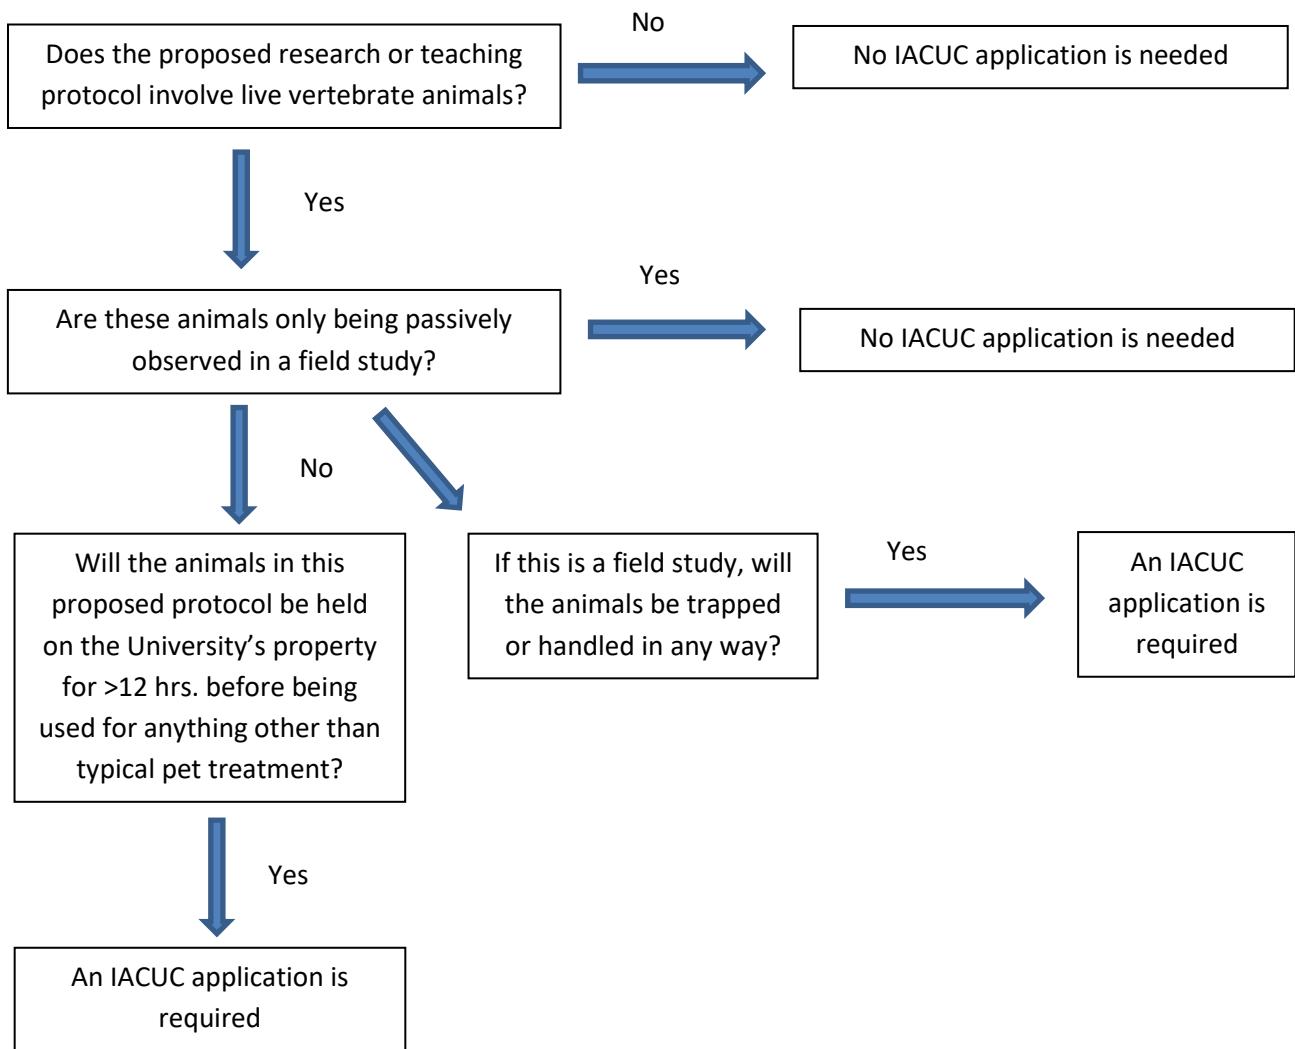 Does the proposed research or teaching
protocol involve live vertebrate animals?
No
No IACUC application is needed
Yes
Are these animals only being passively
observed in a field study?
Yes
No IACUC application is needed
No
Will the animals in this
proposed protocol be held
on the University’s property
for >12 hrs. before being
used for anything other than
typical pet treatment?
If this is a field study, will
the animals be trapped
or handled in any way?
Yes
An IACUC
application is
required
Yes
An IACUC application is
required